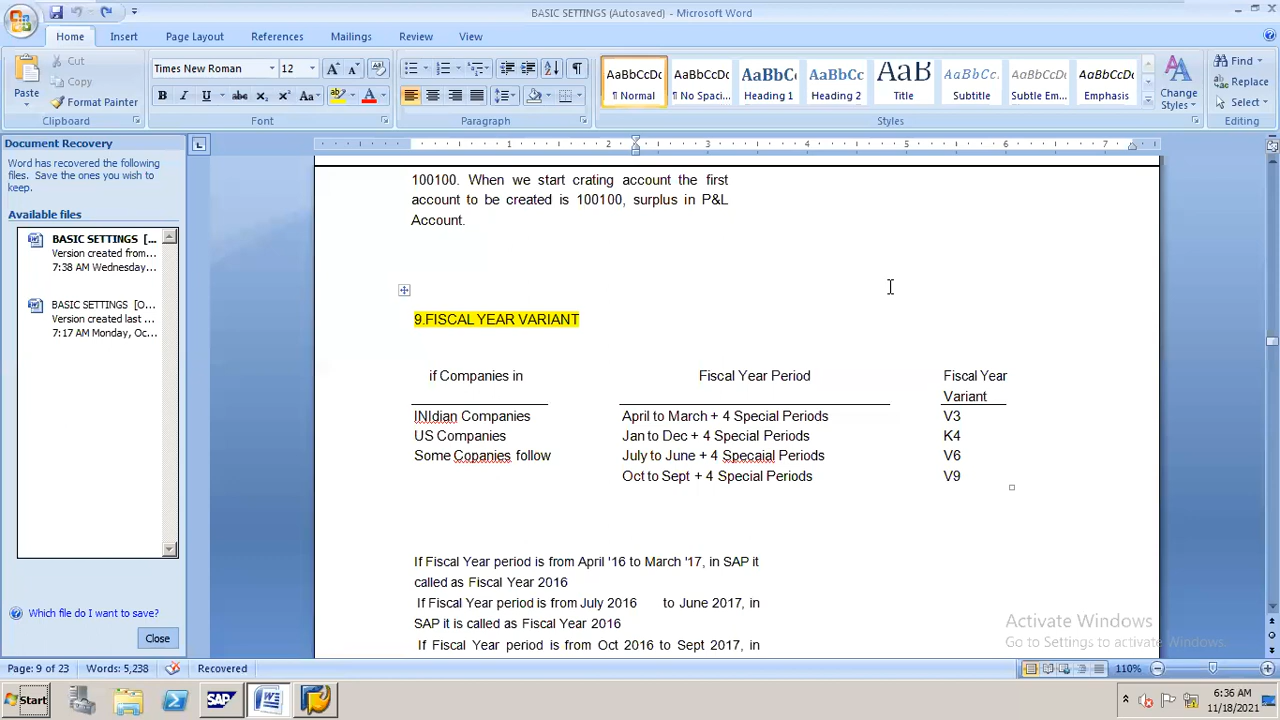 BASIC SETTINGS (Autosaved) - Microsoft Word
Home Insert Page Layout References Mailings Review View
Paste
Cut
Copy
Format Painter
Clipboard
Times New Roman 12
Font
Paragraph
AaBbCcDc AaBbCcDc AaBbCc AaBbCc AaB AaBbCc. AaBbCcDc AaBbCcDc
¶ Normal ¶ No Spaci... Heading 1 Heading 2 Title Subtitle Subtle Em... Emphasis
Change
Styles
Styles
Find
Replace
Select
Editing
Document Recovery
Word has recovered the following
files. Save the ones you wish to
keep.
Available files
BASIC SETTINGS [...
Version created from...
7:38 AM Wednesday...
BASIC SETTINGS [O...
Version created last ...
7:17 AM Monday, Oc...
Which file do I want to save?
Close
1 2 3 4 5 6 7
100100. When we start crating account the first
account to be created is 100100, surplus in P&L
Account.
9.FISCAL YEAR VARIANT
if Companies in Fiscal Year Period Fiscal Year
Variant
INIdian Companies April to March + 4 Special Periods V3
US Companies Jan to Dec + 4 Special Periods K4
Some Copanies follow July to June + 4 Specaial Periods V6
Oct to Sept + 4 Special Periods V9
If Fiscal Year period is from April '16 to March '17, in SAP it
called as Fiscal Year 2016
If Fiscal Year period is from July 2016 to June 2017, in
SAP it is called as Fiscal Year 2016
If Fiscal Year period is from Oct 2016 to Sept 2017, in
Activate Windows
Go to Settings to activate Windows.
Page: 9 of 23 Words: 5,238 Recovered 110%
Start SAP 6:36 AM
11/18/2021